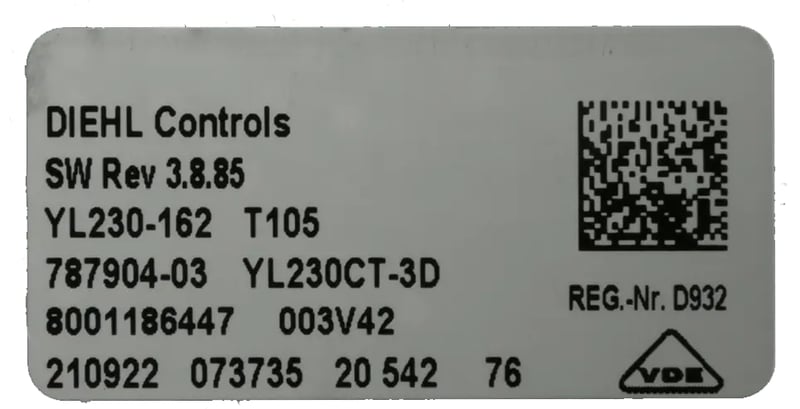 DIEHL Controls
SW Rev 3.8.85
YL230-162 T105
787904-03 YL230CT-3D
8001186447 003V42
210922 073735 20 542 76
REG.-Nr. D932
VDE